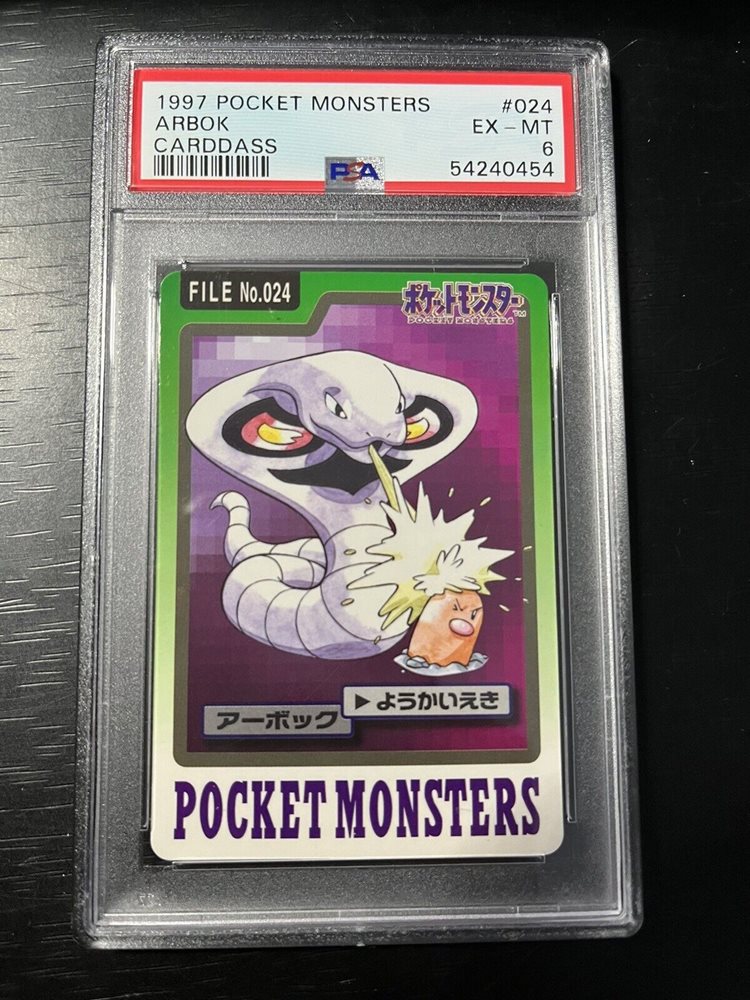 1997 POCKET MONSTERS #024
ARBOK EX - MT
CARDDASS 6
PSA 54240454
FILE No.024
ポケットモンスター
POCKET MONSTERS TM
▶ようかいえき
アーボック
POCKET MONSTERS